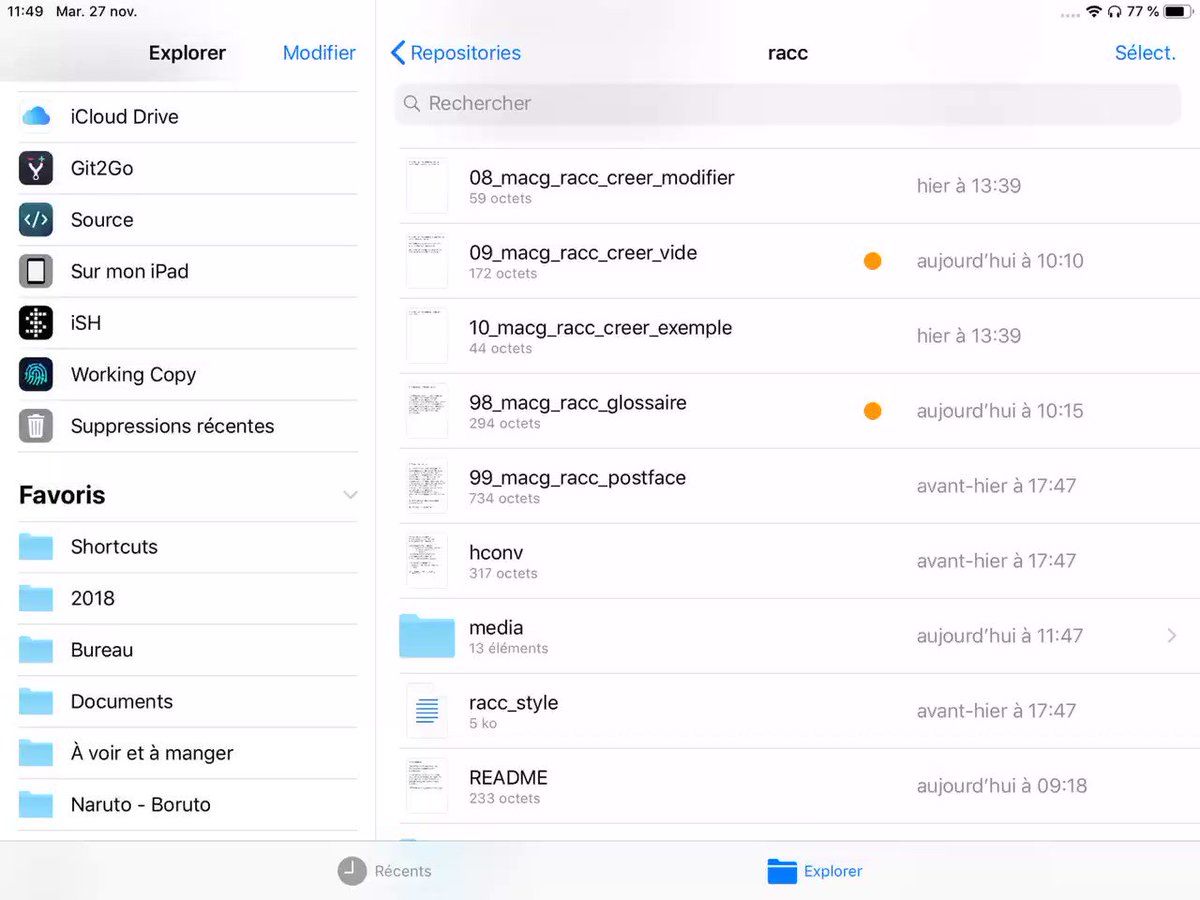 11:49 Mar. 27 nov.
77 %
Explorer
Modifier
iCloud Drive
Git2Go
Source
Sur mon iPad
iSH
Working Copy
Suppressions récentes
Favoris
Shortcuts
2018
Bureau
Documents
À voir et à manger
Naruto - Boruto
Repositories
racc
Sélect.
Rechercher
08_macg_racc_creer_modifier
59 octets
hier à 13:39
09_macg_racc_creer_vide
172 octets
aujourd’hui à 10:10
10_macg_racc_creer_exemple
44 octets
hier à 13:39
98_macg_racc_glossaire
294 octets
aujourd’hui à 10:15
99_macg_racc_postface
734 octets
avant-hier à 17:47
hconv
317 octets
avant-hier à 17:47
media
13 éléments
aujourd’hui à 11:47
racc_style
5 ko
avant-hier à 17:47
README
233 octets
aujourd’hui à 09:18
Récents
Explorer